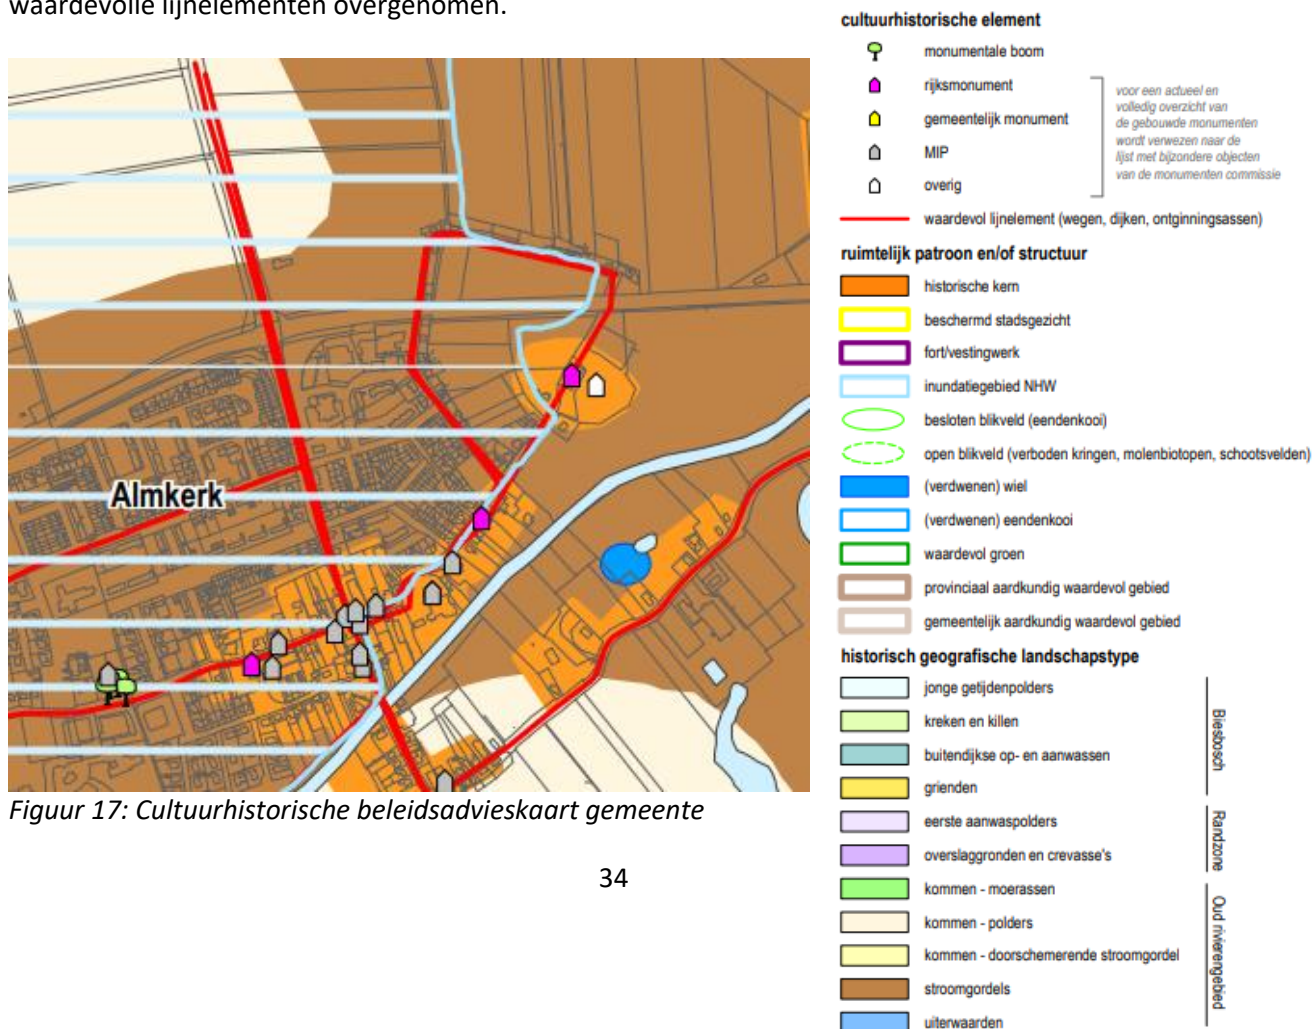 waardevolle lijnelementen overgenomen.
Almkerk
Figuur 17: Cultuurhistorische beleidsadvieskaart gemeente
34
cultuurhistorische element
monumentale boom
rijksmonument
gemeentelijk monument
MIP
overig
voor een actueel en
volledig overzicht van
de gebouwde monumenten
wordt verwezen naar de
lijst met bijzondere objecten
van de monumenten commissie
waardevol lijnelement (wegen, dijken, ontginningsassen)
ruimtelijk patroon en/of structuur
historische kern
beschermd stadsgezicht
fort/vestingwerk
inundatiegebied NHW
besloten blikveld (eendenkooi)
open blikveld (verboden kringen, molenbiotopen, schootsvelden)
(verdwenen) wiel
(verdwenen) eendenkooi
waardevol groen
provinciaal aardkundig waardevol gebied
gemeentelijk aardkundig waardevol gebied
historisch geografische landschapstype
jonge getijdenpolders
kreken en killen
buitendijkse op- en aanwassen
grienden
Biesbosch
eerste aanwaspolders
overslaggronden en crevasse's
Randzone
kommen - moerassen
kommen - polders
kommen - doorschemerende stroomgordel
stroomgordels
uiterwaarden
Oud rivierengebied